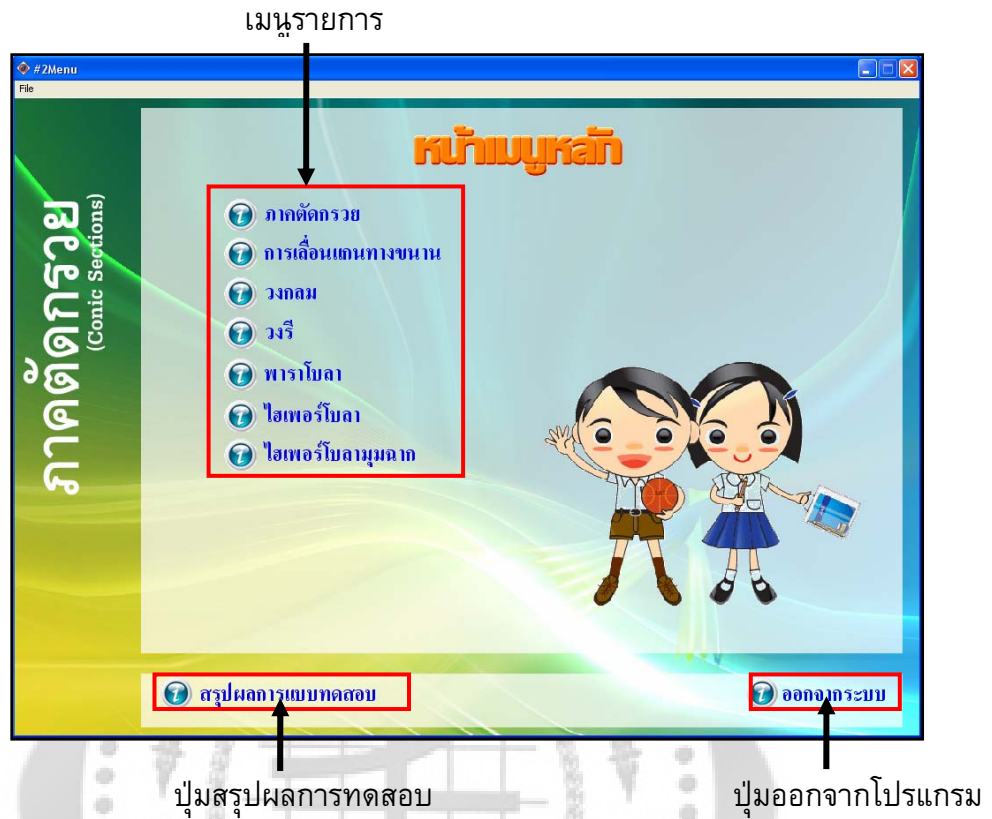 เมนูรายการ
#2Menu
File
หน้าเมนูหลัก
ภาคตัดกรวย
(Conic Sections)
ภาคตัดกรวย
การเลื่อนแกนทางขนาน
วงกลม
วงรี
พาราโบลา
ไฮเพอร์โบลา
ไฮเพอร์โบลามุมฉาก
สรุปผลการแบบทดสอบ
ออกจากระบบ
ปุ่มสรุปผลการทดสอบ
ปุ่มออกจากโปรแกรม